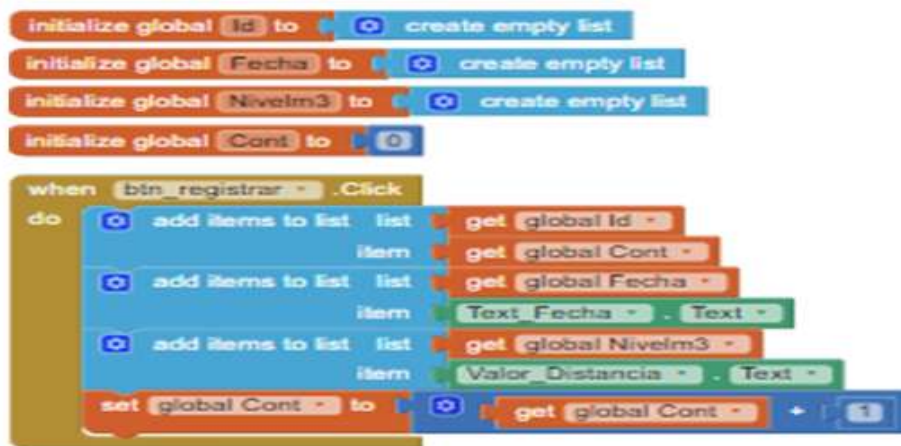 initialize global Id to create empty list
initialize global Fecha to create empty list
initialize global Nivelm3 to create empty list
initialize global Cont to 0
when btn_registrar .Click
do add items to list list get global Id
item get global Cont
add items to list list get global Fecha
item Text_Fecha . Text
add items to list list get global Nivelm3
item Valor_Distancia . Text
set global Cont to get global Cont + 1